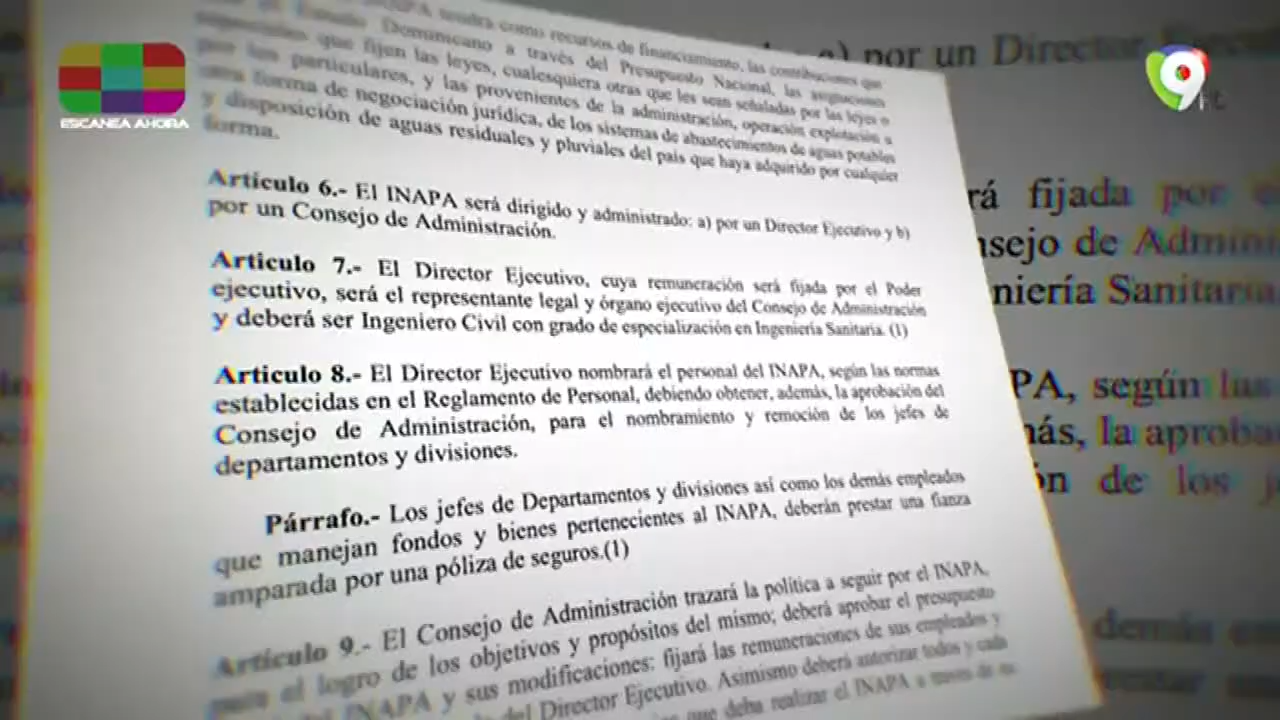 ESCANEA AHORA
9
INAPA tendrá como recursos de financiamiento, las contribuciones que
el Estado Dominicano a través del Presupuesto Nacional, las asignaciones
especiales que fijen las leyes, cualesquiera otras que les sean señaladas por las leyes o
por los particulares, y las provenientes de la administración, operación explotación u
otra forma de negociación jurídica, de los sistemas de abastecimientos de aguas potables
y disposición de aguas residuales y pluviales del país que haya adquirido por cualquier
forma.
Artículo 6.- El INAPA será dirigido y administrado: a) por un Director Ejecutivo y b)
por un Consejo de Administración.
Artículo 7.- El Director Ejecutivo, cuya remuneración será fijada por el Poder
ejecutivo, será el representante legal y órgano ejecutivo del Consejo de Administración
y deberá ser Ingeniero Civil con grado de especialización en Ingeniería Sanitaria. (1)
Artículo 8.- El Director Ejecutivo nombrará el personal del INAPA, según las normas
establecidas en el Reglamento de Personal, debiendo obtener, además, la aprobación del
Consejo de Administración, para el nombramiento y remoción de los jefes de
departamentos y divisiones.
Párrafo.- Los jefes de Departamentos y divisiones así como los demás empleados
que manejan fondos y bienes pertenecientes al INAPA, deberán prestar una fianza
amparada por una póliza de seguros.(1)
Artículo 9.- El Consejo de Administración trazará la política a seguir por el INAPA,
para el logro de los objetivos y propósitos del mismo; deberá aprobar el presupuesto
del INAPA y sus modificaciones: fijará las remuneraciones de sus empleados y
del Director Ejecutivo. Asimismo deberá autorizar todos y cada
que deba realizar el INAPA a través de su
a) por un Director
rá fijada por
nsejo de
niería Sanitaria
PA, según las
más, la
ón de los
demás